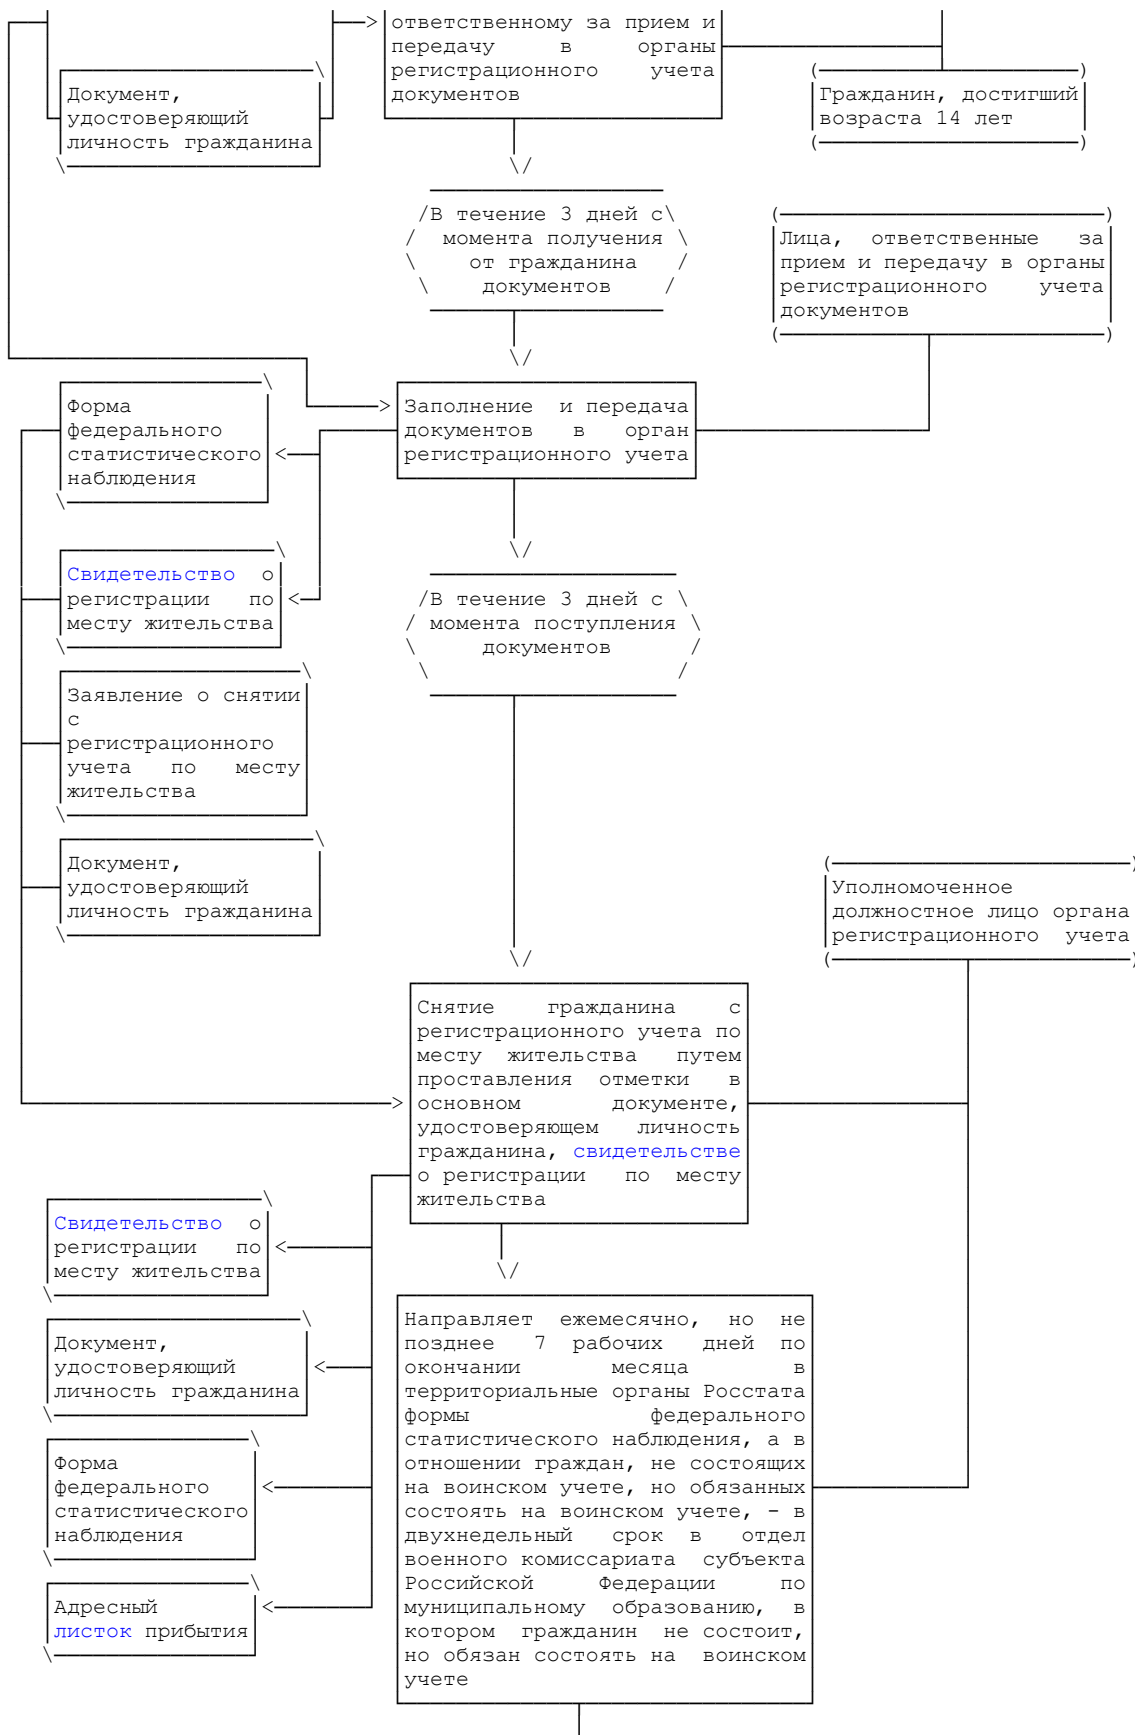 ответственному за прием и
передачу в органы
регистрационного учета
документов
Документ,
удостоверяющий
личность гражданина
Гражданин, достигший
возраста 14 лет
В течение 3 дней с
момента получения
от гражданина
документов
Лица, ответственные за
прием и передачу в органы
регистрационного учета
документов
Форма
федерального
статистического
наблюдения
Заполнение и передача
документов в орган
регистрационного учета
Свидетельство о
регистрации по
месту жительства
В течение 3 дней с
момента поступления
документов
Заявление о снятии
с
регистрационного
учета по месту
жительства
Документ,
удостоверяющий
личность гражданина
Уполномоченное
должностное лицо органа
регистрационного учета
Снятие гражданина с
регистрационного учета по
месту жительства путем
проставления отметки в
основном документе,
удостоверяющем личность
гражданина, свидетельстве
о регистрации по месту
жительства
Свидетельство о
регистрации по
месту жительства
Документ,
удостоверяющий
личность гражданина
Форма
федерального
статистического
наблюдения
Адресный
листок прибытия
Направляет ежемесячно, но не
позднее 7 рабочих дней по
окончании месяца в
территориальные органы Росстата
формы федерального
статистического наблюдения, а в
отношении граждан, не состоящих
на воинском учете, но обязанных
состоять на воинском учете, - в
двухнедельный срок в отдел
военного комиссариата субъекта
Российской Федерации по
муниципальному образованию, в
котором гражданин не состоит,
но обязан состоять на воинском
учете